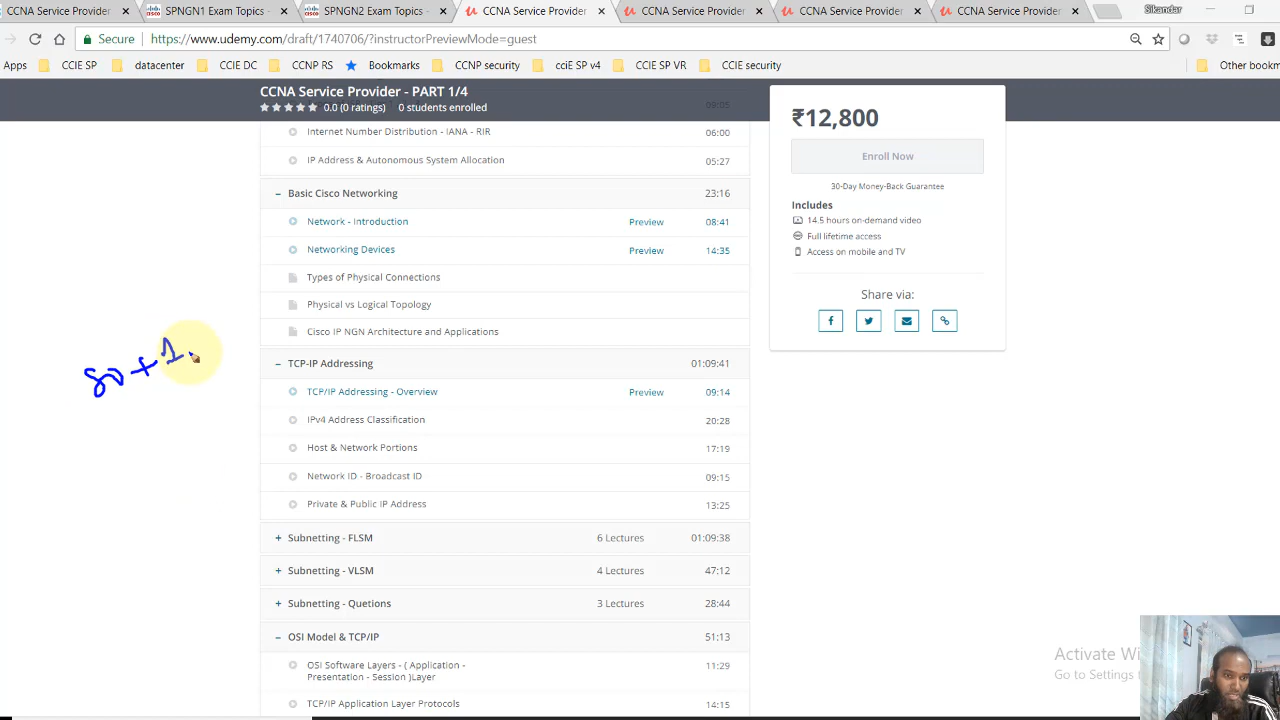 CCNA Service Provider
SPNGN1 Exam Topics -
SPNGN2 Exam Topics -
CCNA Service Provider
CCNA Service Provider
CCNA Service Provider
CCNA Service Provider
Sikandar
Secure
https://www.udemy.com/draft/1740706/?instructorPreviewMode=guest
Apps
CCIE SP
datacenter
CCIE DC
CCNP RS
Bookmarks
CCNP security
cciE SP v4
CCIE SP VR
CCIE security
Other bookm
CCNA Service Provider - PART 1/4
0.0 (0 ratings) 0 students enrolled
09:05
Internet Number Distribution - IANA - RIR 06:00
IP Address & Autonomous System Allocation 05:27
– Basic Cisco Networking 23:16
Network - Introduction Preview 08:41
Networking Devices Preview 14:35
Types of Physical Connections
Physical vs Logical Topology
Cisco IP NGN Architecture and Applications
– TCP-IP Addressing 01:09:41
TCP/IP Addressing - Overview Preview 09:14
IPv4 Address Classification 20:28
Host & Network Portions 17:19
Network ID - Broadcast ID 09:15
Private & Public IP Address 13:25
+ Subnetting - FLSM 6 Lectures 01:09:38
+ Subnetting - VLSM 4 Lectures 47:12
+ Subnetting - Quetions 3 Lectures 28:44
– OSI Model & TCP/IP 51:13
OSI Software Layers - ( Application - 11:29
Presentation - Session )Layer
TCP/IP Application Layer Protocols 14:15
₹12,800
Enroll Now
30-Day Money-Back Guarantee
Includes
14.5 hours on-demand video
Full lifetime access
Access on mobile and TV
Share via:
80+1
Activate Wi
Go to Settings t